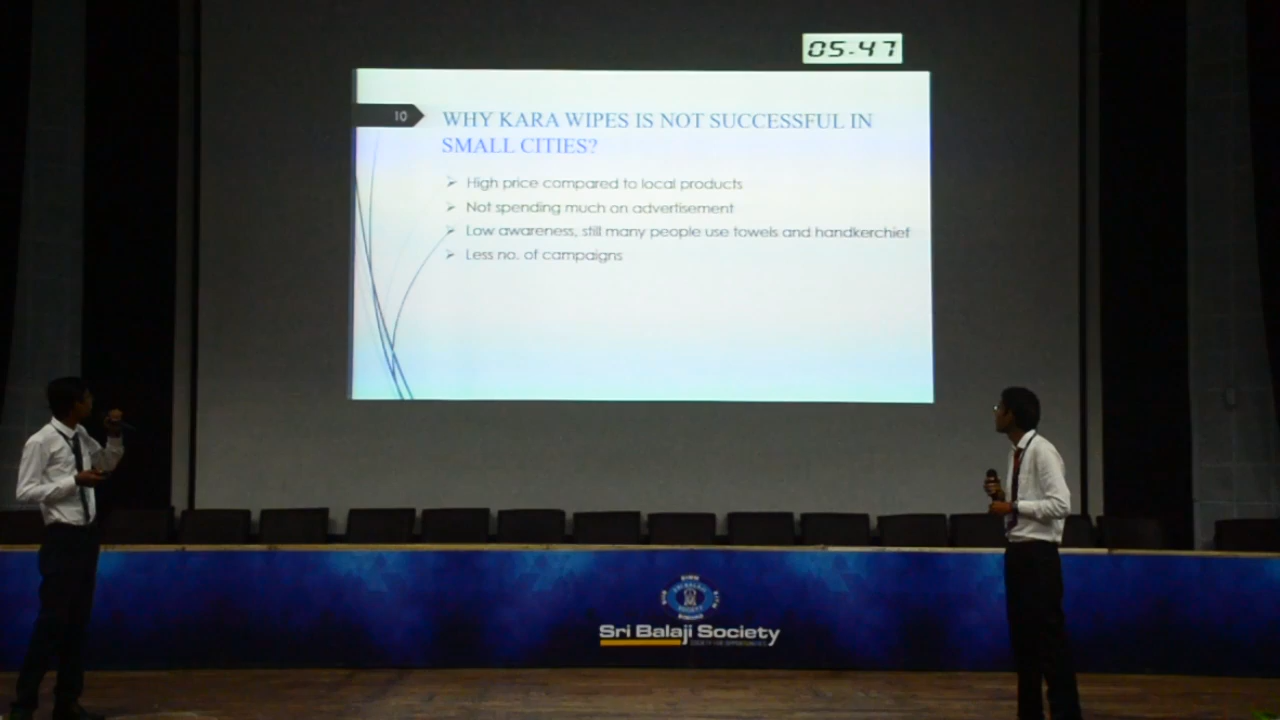 05-47
10
WHY KARA WIPES IS NOT SUCCESSFUL IN
SMALL CITIES?
High price compared to local products
Not spending much on advertisement
Low awareness, still many people use towels and handkerchief
Less no. of campaigns
Sri Balaji Society